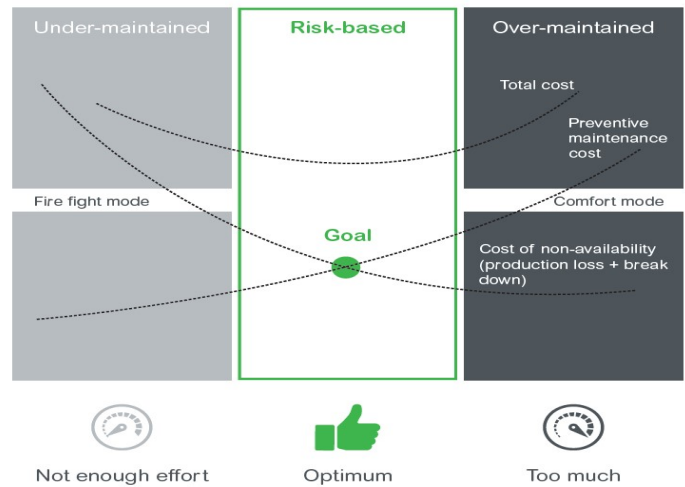 Under-maintained
Risk-based
Over-maintained
Total cost
Preventive
maintenance
cost
Fire fight mode
Comfort mode
Goal
Cost of non-availability
(production loss + break
down)
Not enough effort
Optimum
Too much